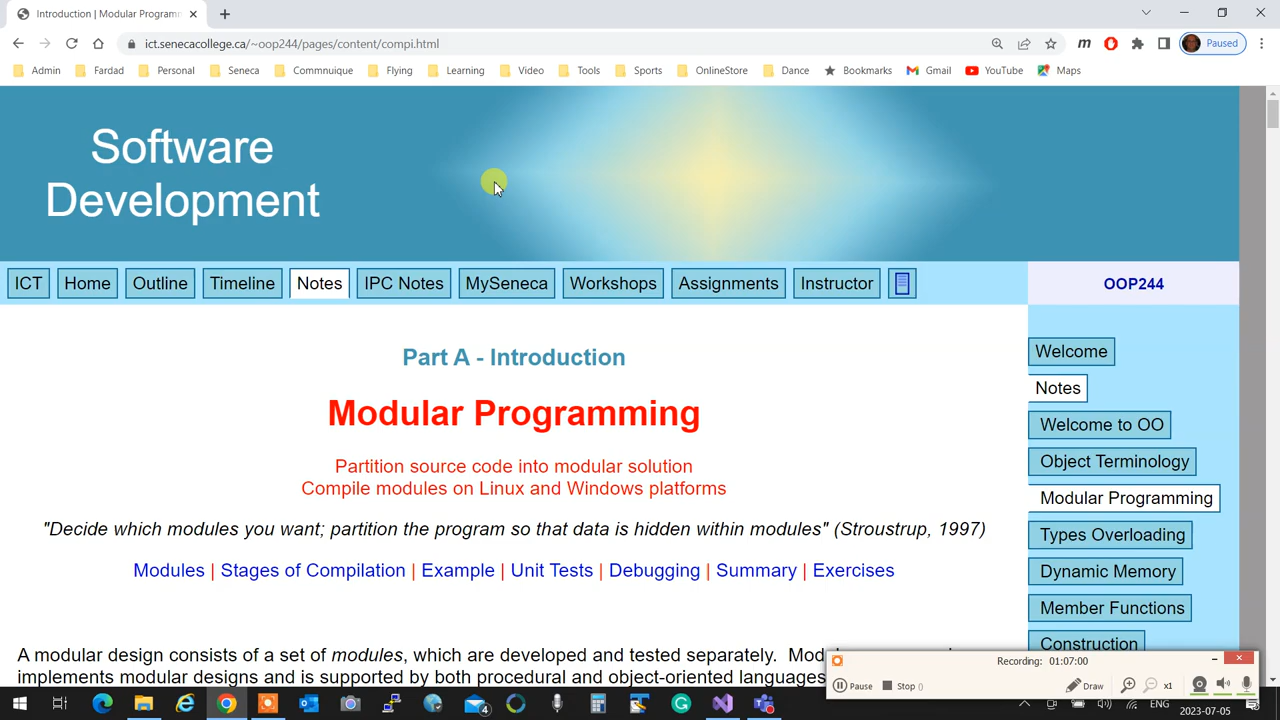 Introduction | Modular Programm
ict.senecacollege.ca/~oop244/pages/content/compi.html
Paused
Admin
Fardad
Personal
Seneca
Commnuique
Flying
Learning
Video
Tools
Sports
OnlineStore
Dance
Bookmarks
Gmail
YouTube
Maps
Software
Development
ICT
Home
Outline
Timeline
Notes
IPC Notes
MySeneca
Workshops
Assignments
Instructor
OOP244
Part A - Introduction
Modular Programming
Partition source code into modular solution
Compile modules on Linux and Windows platforms
"Decide which modules you want; partition the program so that data is hidden within modules" (Stroustrup, 1997)
Modules | Stages of Compilation | Example | Unit Tests | Debugging | Summary | Exercises
A modular design consists of a set of modules, which are developed and tested separately.
implements modular designs and is supported by both procedural and object-oriented languages
Welcome
Notes
Welcome to OO
Object Terminology
Modular Programming
Types Overloading
Dynamic Memory
Member Functions
Construction
Recording: 01:07:00
Pause
Stop ()
Draw
x1
4
ENG
2023-07-05